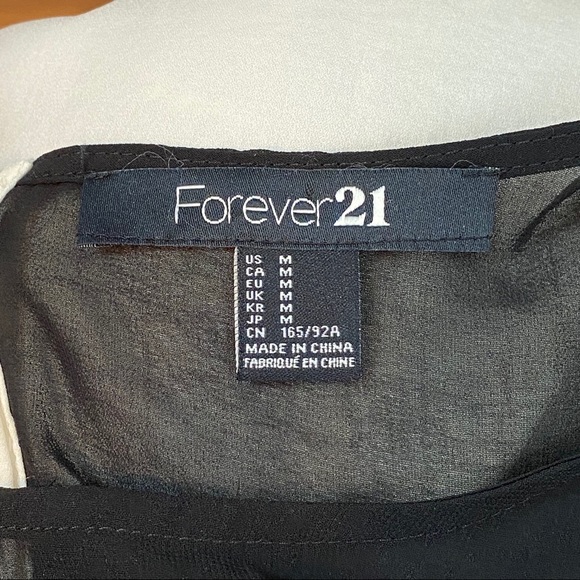 Forever21
US M
CA M
EU M
UK M
KR M
JP M
CN 165/92A
MADE IN CHINA
FABRIQUÉ EN CHINE